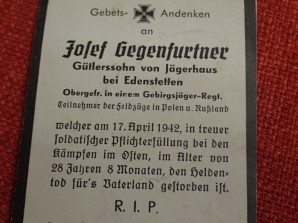 Gebets- Andenken
an
Josef Gegenfurtner
Gütlerssohn von Jägerhaus
bei Edenstetten
Obergefr. in einem Gebirgsjäger-Regt.
Teilnehmer der Feldzüge in Polen u. Rußland
welcher am 17. April 1942, in treuer
soldatischer Pflichterfüllung bei den
Kämpfen im Osten, im Alter von
28 Jahren 8 Monaten, den Helden-
tod für's Vaterland gestorben ist.
R. I. P.